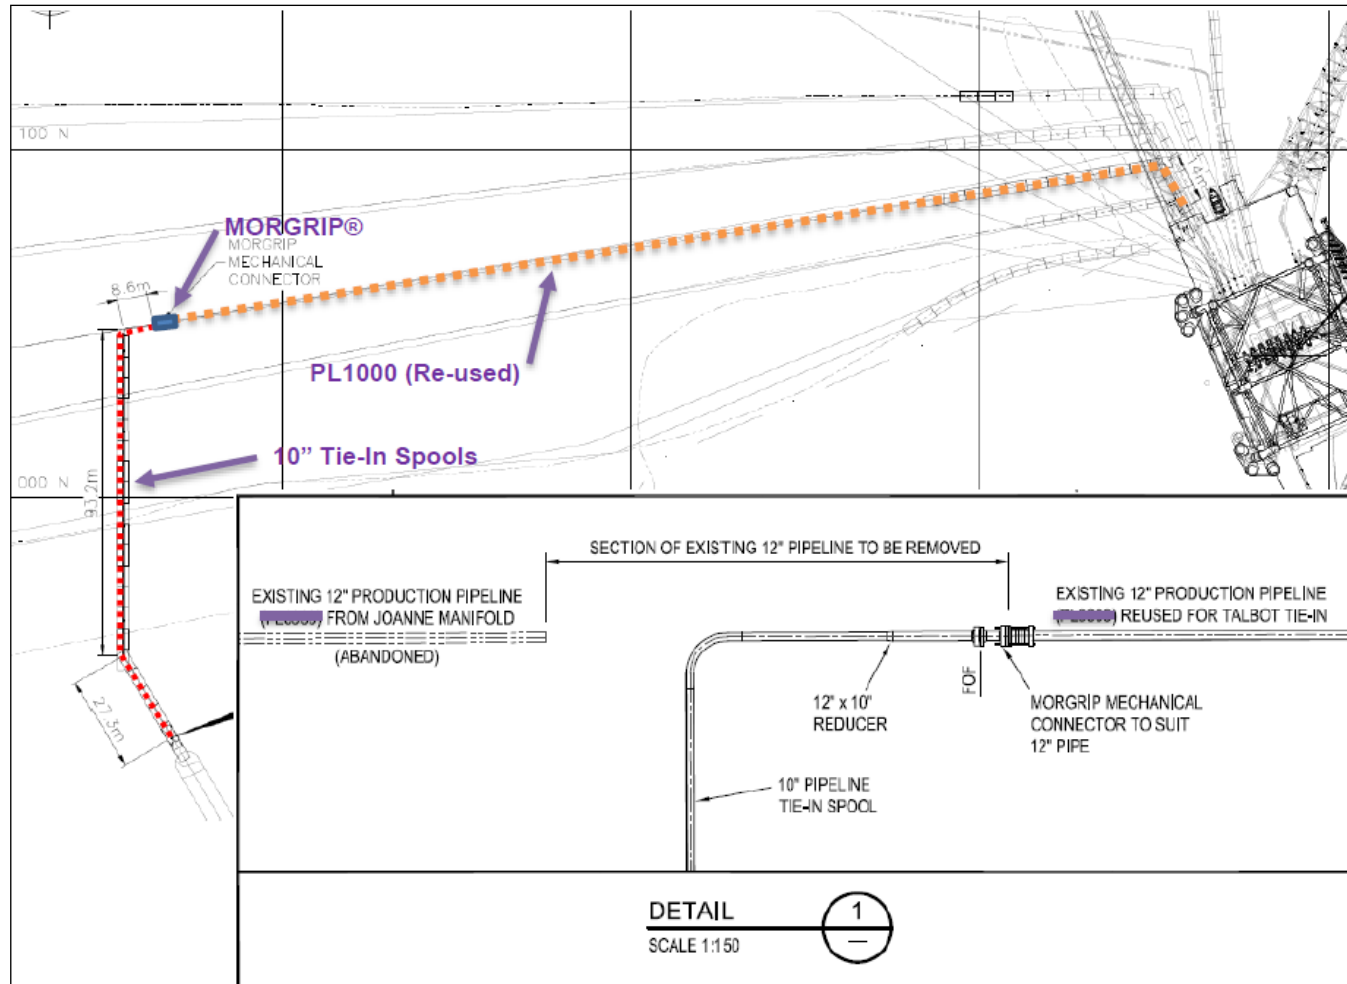 100 N
MORGRIP®
MORGRIP
MECHANICAL
CONNECTOR
8.6m
PL1000 (Re-used)
10” Tie-In Spools
000 N
93.2m
27.3m
SECTION OF EXISTING 12" PIPELINE TO BE REMOVED
EXISTING 12" PRODUCTION PIPELINE
FROM JOANNE MANIFOLD
(ABANDONED)
EXISTING 12" PRODUCTION PIPELINE
REUSED FOR TALBOT TIE-IN
FOF
12" x 10"
REDUCER
MORGRIP MECHANICAL
CONNECTOR TO SUIT
12" PIPE
10" PIPELINE
TIE-IN SPOOL
DETAIL
1
SCALE 1:150